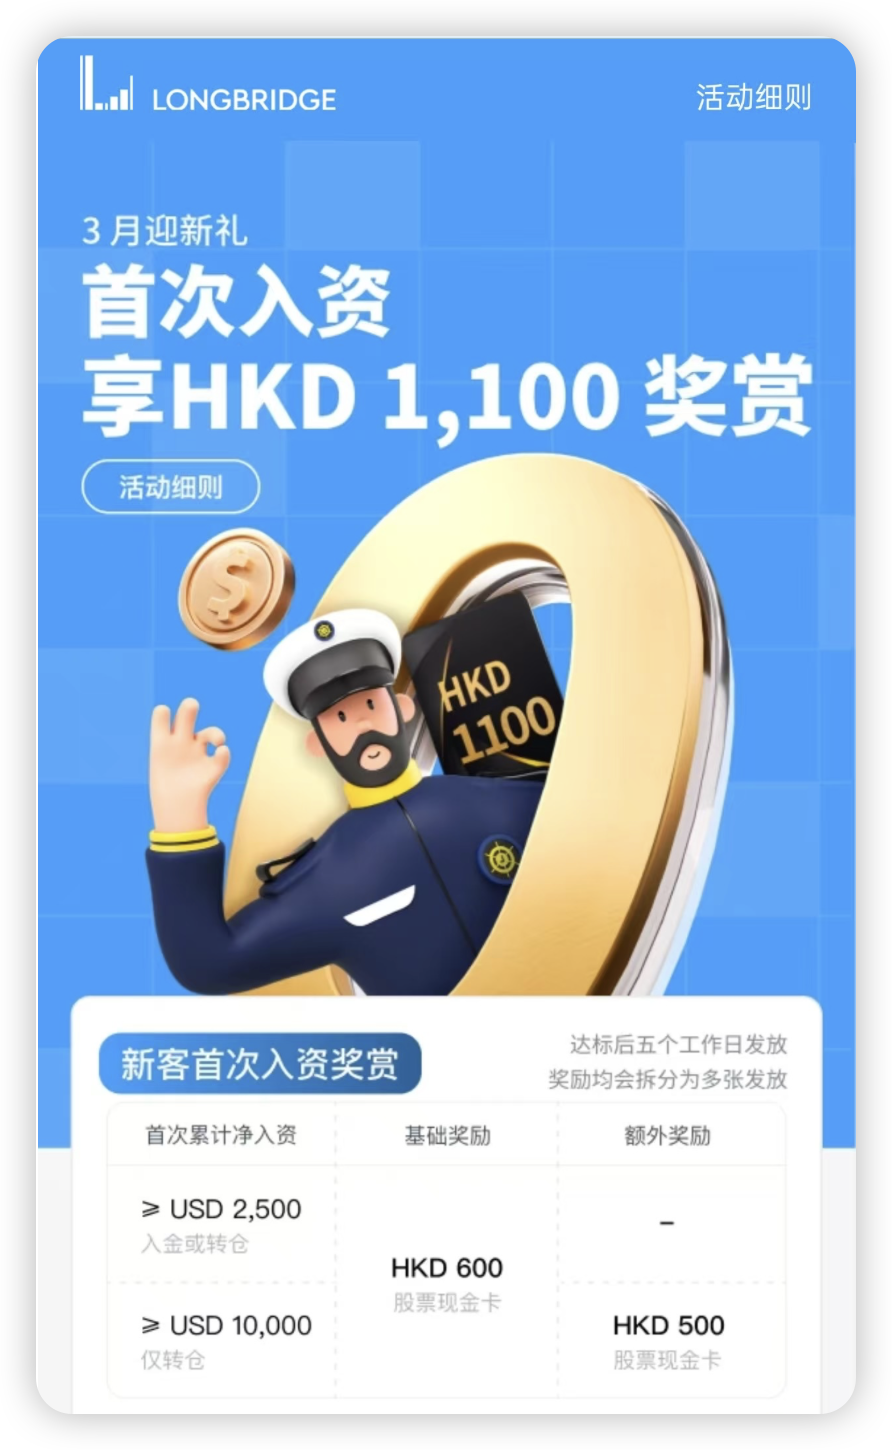 LONGBRIDGE
活动细则
3 月迎新礼
首次入资
享HKD 1,100 奖赏
活动细则
$
HKD
1100
新客首次入资奖赏
达标后五个工作日发放
奖励均会拆分为多张发放
首次累计净入资 基础奖励 额外奖励
⩾ USD 2,500
入金或转仓
–
HKD 600
股票现金卡
⩾ USD 10,000
仅转仓
HKD 500
股票现金卡